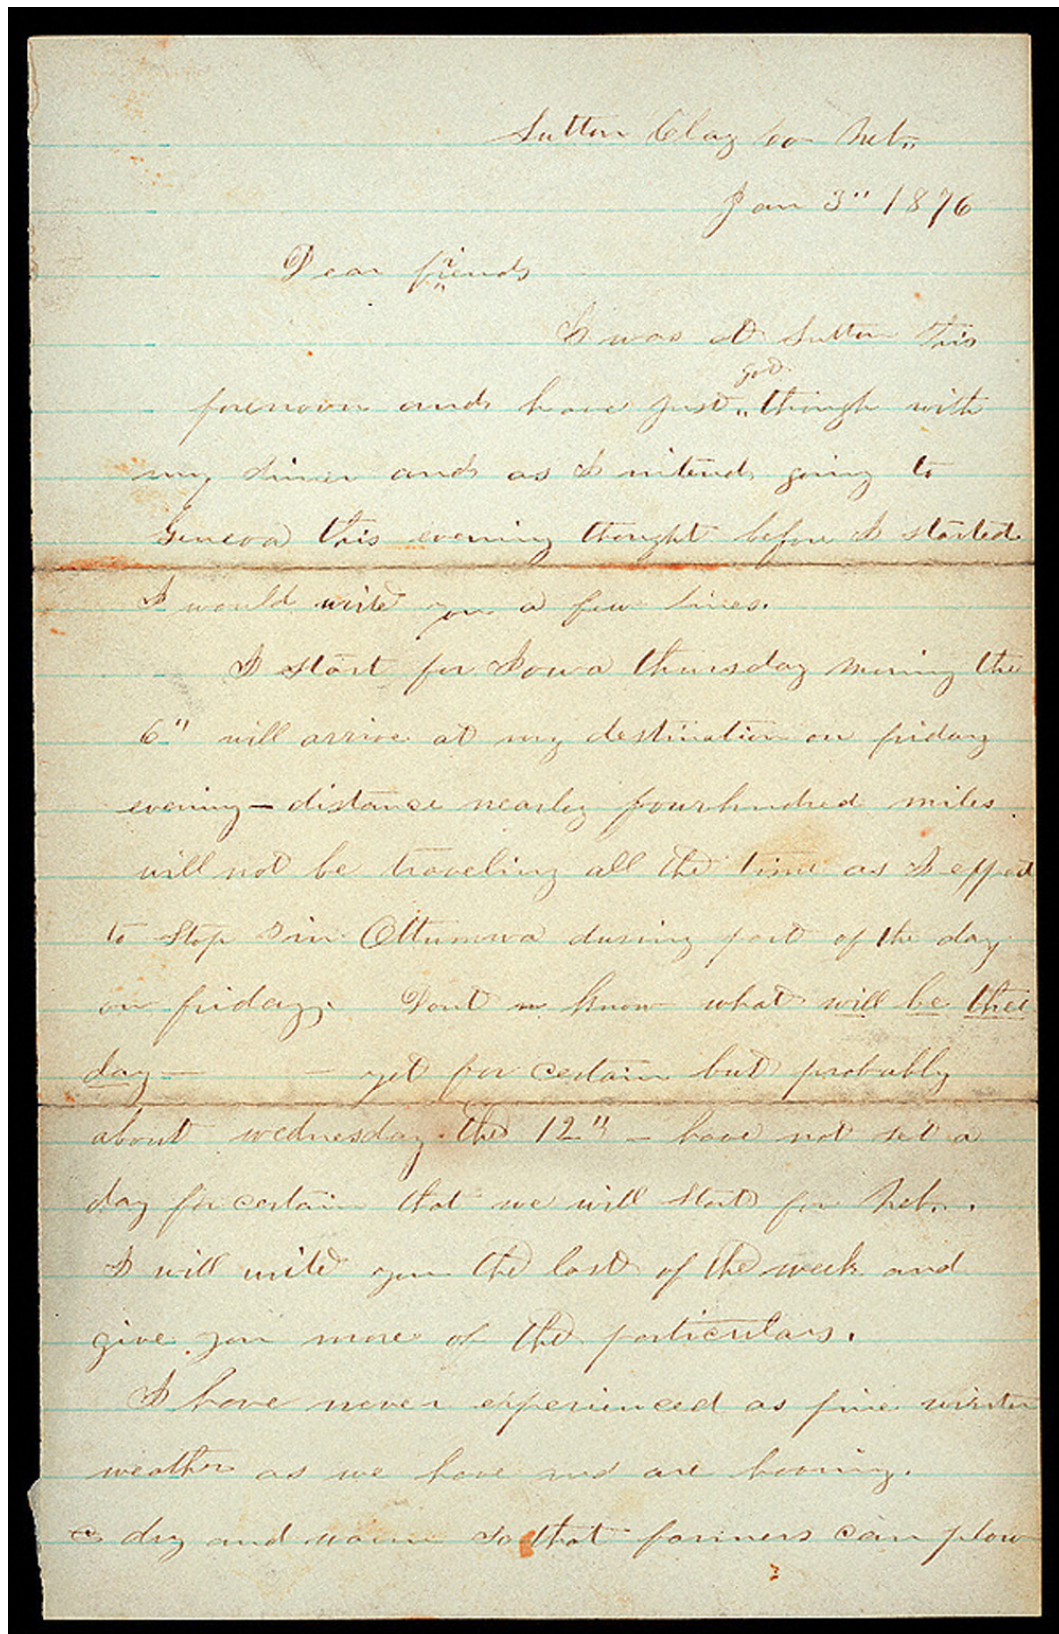 Sutton Clay co Neb,,
Jan 3" 1876
Dear friends
I was at Sutton this
got
forenoon and have just,, though with
my diner and as I intend going to
Geneva this evening thought before I started
I would write you a few lines.
I start for Iowa thursday morning the
6" will arrive at my destination on friday
evening – distance nearly fourhundred miles
will not be traveling all the time as I expect
to stop in Ottumwa during part of the day
on friday. Dont know what will be the
day – – yet for certain but probably
about wednesday the 12" – have not set a
day for certain that we will start for Neb,,.
I will write you the last of the week and
give you more of the particulars.
I have never experienced as fine winter
weather as we have and are having.
dry and warm so that farmers can plow